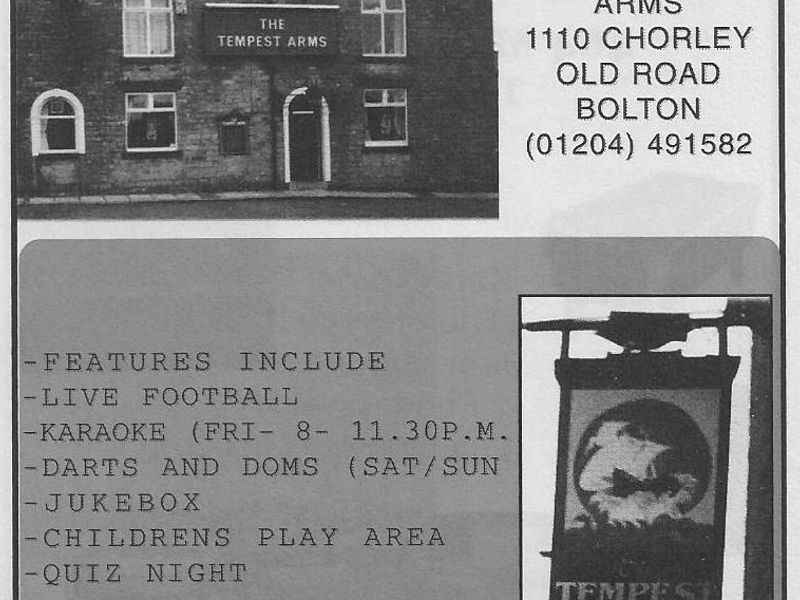 THE
TEMPEST ARMS
ARMS
1110 CHORLEY
OLD ROAD
BOLTON
(01204) 491582
-FEATURES INCLUDE
-LIVE FOOTBALL
-KARAOKE (FRI- 8- 11.30P.M.
-DARTS AND DOMS (SAT/SUN
-JUKEBOX
-CHILDRENS PLAY AREA
-QUIZ NIGHT
TEMPEST